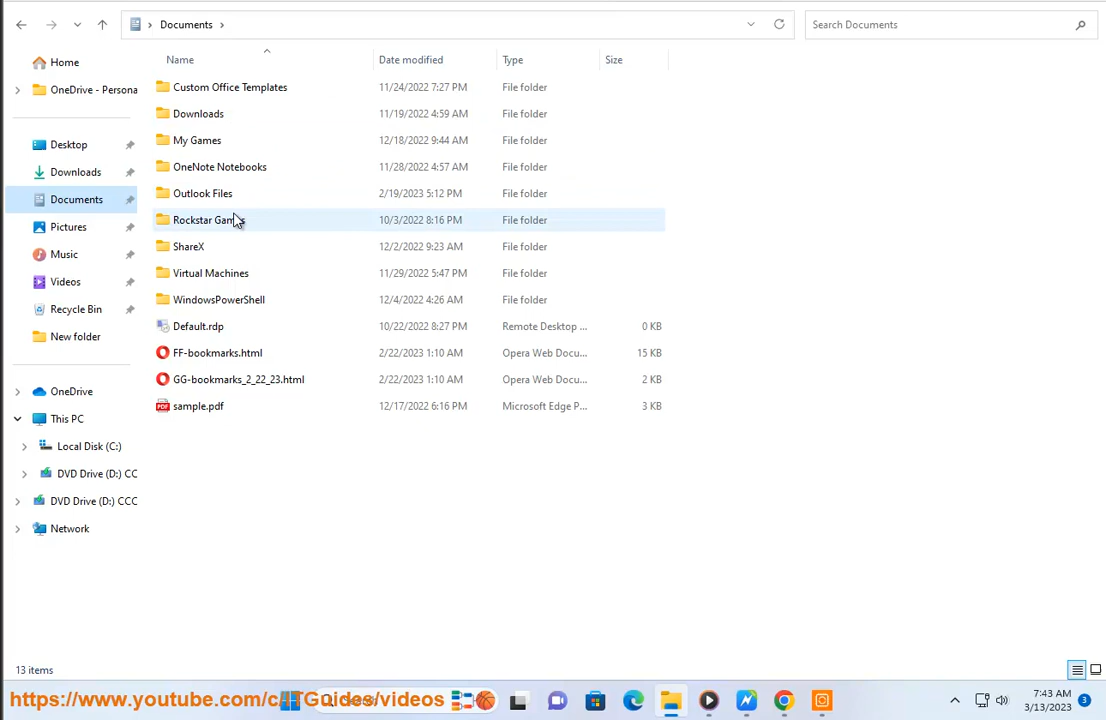 Documents
Search Documents
Name Date modified Type Size
Home
OneDrive - Persona
Desktop
Downloads
Documents
Pictures
Music
Videos
Recycle Bin
New folder
OneDrive
This PC
Local Disk (C:)
DVD Drive (D:) CC
DVD Drive (D:) CCC
Network
Custom Office Templates 11/24/2022 7:27 PM File folder
Downloads 11/19/2022 4:59 AM File folder
My Games 12/18/2022 9:44 AM File folder
OneNote Notebooks 11/28/2022 4:57 AM File folder
Outlook Files 2/19/2023 5:12 PM File folder
Rockstar Games 10/3/2022 8:16 PM File folder
ShareX 12/2/2022 9:23 AM File folder
Virtual Machines 11/29/2022 5:47 PM File folder
WindowsPowerShell 12/4/2022 4:26 AM File folder
Default.rdp 10/22/2022 8:27 PM Remote Desktop ... 0 KB
FF-bookmarks.html 2/22/2023 1:10 AM Opera Web Docu... 15 KB
GG-bookmarks_2_22_23.html 2/22/2023 1:10 AM Opera Web Docu... 2 KB
sample.pdf 12/17/2022 6:16 PM Microsoft Edge P... 3 KB
13 items
https://www.youtube.com/c/ITGuides/videos
7:43 AM
3/13/2023
3